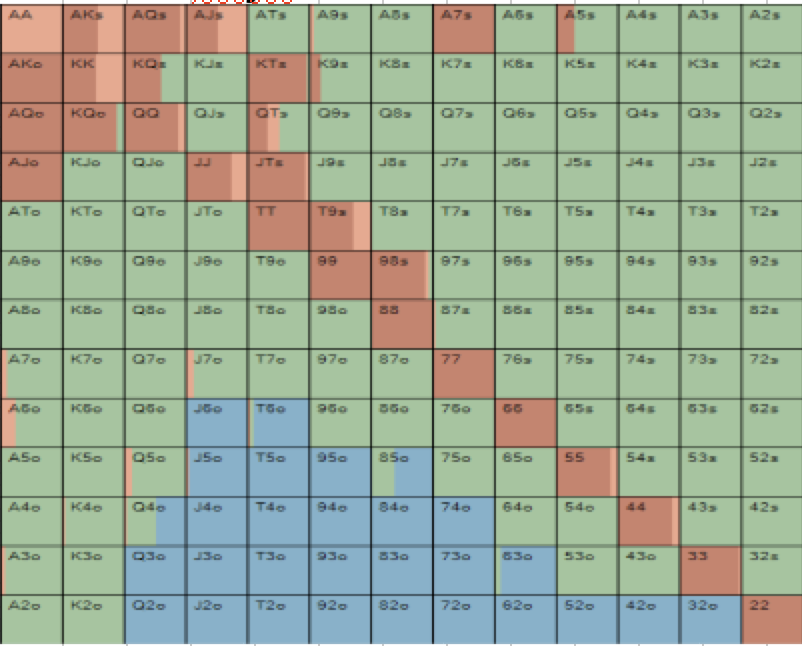 AA AKs AQs AJs ATs A9s A8s A7s A6s A5s A4s A3s A2s
AKo KK KQs KJs KTs K9s K8s K7s K6s K5s K4s K3s K2s
AQo KQo QQ QJs QTs Q9s Q8s Q7s Q6s Q5s Q4s Q3s Q2s
AJo KJo QJo JJ JTs J9s J8s J7s J6s J5s J4s J3s J2s
ATo KTo QTo JTo TT T9s T8s T7s T6s T5s T4s T3s T2s
A9o K9o Q9o J9o T9o 99 98s 97s 96s 95s 94s 93s 92s
A8o K8o Q8o J8o T8o 98o 88 87s 86s 85s 84s 83s 82s
A7o K7o Q7o J7o T7o 97o 87o 77 76s 75s 74s 73s 72s
A6o K6o Q6o J6o T6o 96o 86o 76o 66 65s 64s 63s 62s
A5o K5o Q5o J5o T5o 95o 85o 75o 65o 55 54s 53s 52s
A4o K4o Q4o J4o T4o 94o 84o 74o 64o 54o 44 43s 42s
A3o K3o Q3o J3o T3o 93o 83o 73o 63o 53o 43o 33 32s
A2o K2o Q2o J2o T2o 92o 82o 72o 62o 52o 42o 32o 22